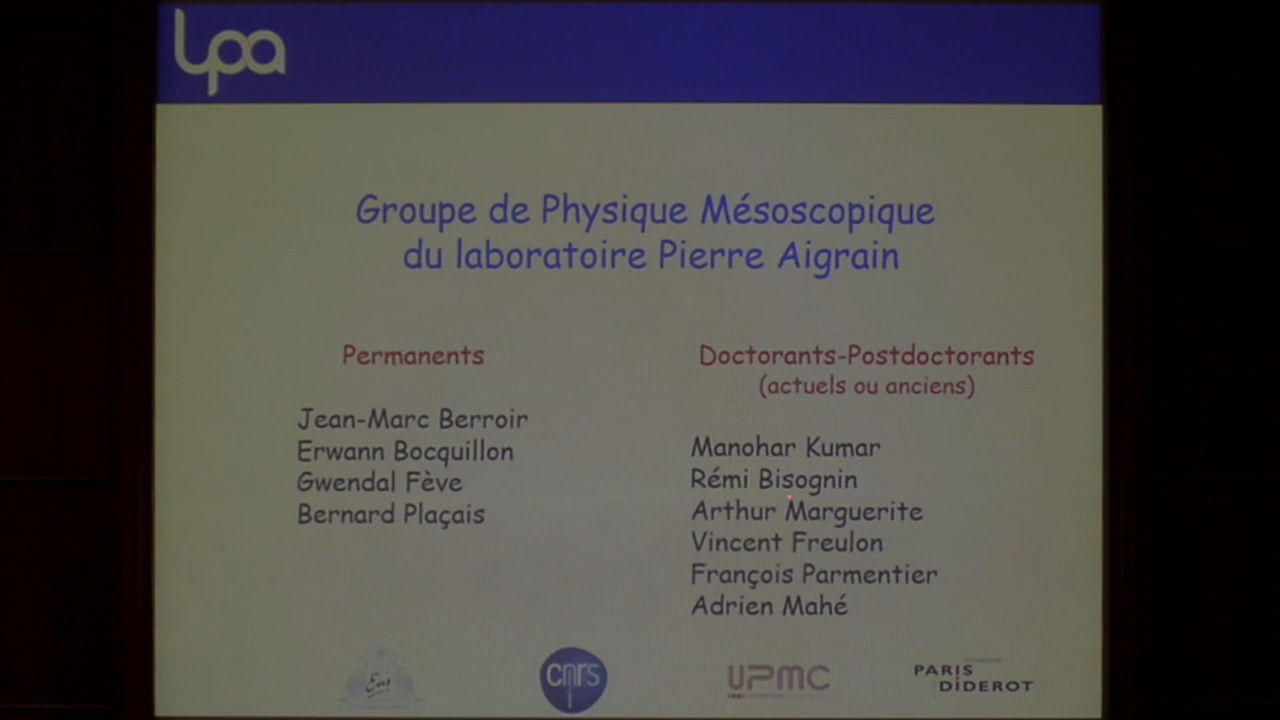 lpa
Groupe de Physique Mésoscopique
du laboratoire Pierre Aigrain
Permanents
Jean-Marc Berroir
Erwann Bocquillon
Gwendal Fève
Bernard Plaçais
Doctorants-Postdoctorants
(actuels ou anciens)
Manohar Kumar
Rémi Bisognin
Arthur Marguerite
Vincent Freulon
François Parmentier
Adrien Mahé
Ens
cnrs
UPMC
PARIS
DIDEROT